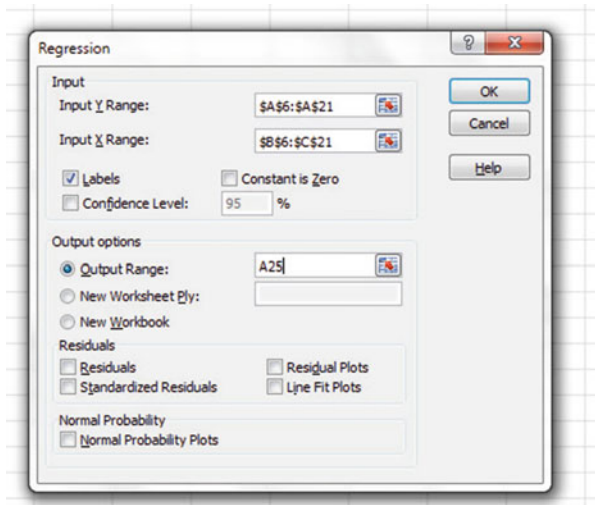 Regression
Input
Input Y Range:
$A$6:$A$21
Input X Range:
$B$6:$C$21
Labels
Constant is Zero
Confidence Level:
95
%
OK
Cancel
Help
Output options
Output Range:
A25
New Worksheet Ply:
New Workbook
Residuals
Residuals
Residual Plots
Standardized Residuals
Line Fit Plots
Normal Probability
Normal Probability Plots